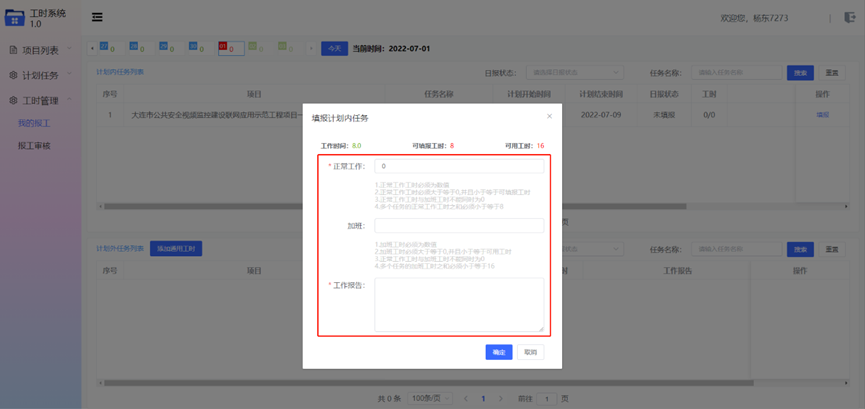 工时系统
1.0
欢迎您，杨东7273
项目列表
计划任务
工时管理
我的报工
报工审核
27 0 28 0 29 0 30 0 01 0 02 0 03 0 今天 当前时间：2022-07-01
计划内任务列表 日报状态： 请选择日报状态 任务名称： 请输入任务名称 搜索 重置
序号 项目 任务名称 计划开始时间 计划结束时间 日报状态 工时 操作
1 大连市公共安全视频监控建设联网应用示范工程项目一 2022-07-09 未填报 0/0 填报
填报计划内任务
工作时间：8.0 可填报工时：8 可用工时：16
* 正常工作： 0
1.正常工作工时必须为数值
2.正常工作工时必须大于等于0,并且小于等于可填报工时
3.正常工作工时与加班工时不能同时为0
4.多个任务的正常工作工时之和必须小于等于8
加班：
1.加班工时必须为数值
2.加班工时必须大于等于0,并且小于等于可用工时
3.正常工作工时与加班工时不能同时为0
4.多个任务的加班工时之和必须小于等于16
* 工作报告：
确定 取消
页
计划外任务列表 添加通用工时 状态 任务名称： 请输入任务名称 搜索 重置
序号 项目 时 工作报告 操作
共 0 条 100条/页 1 前往 1 页